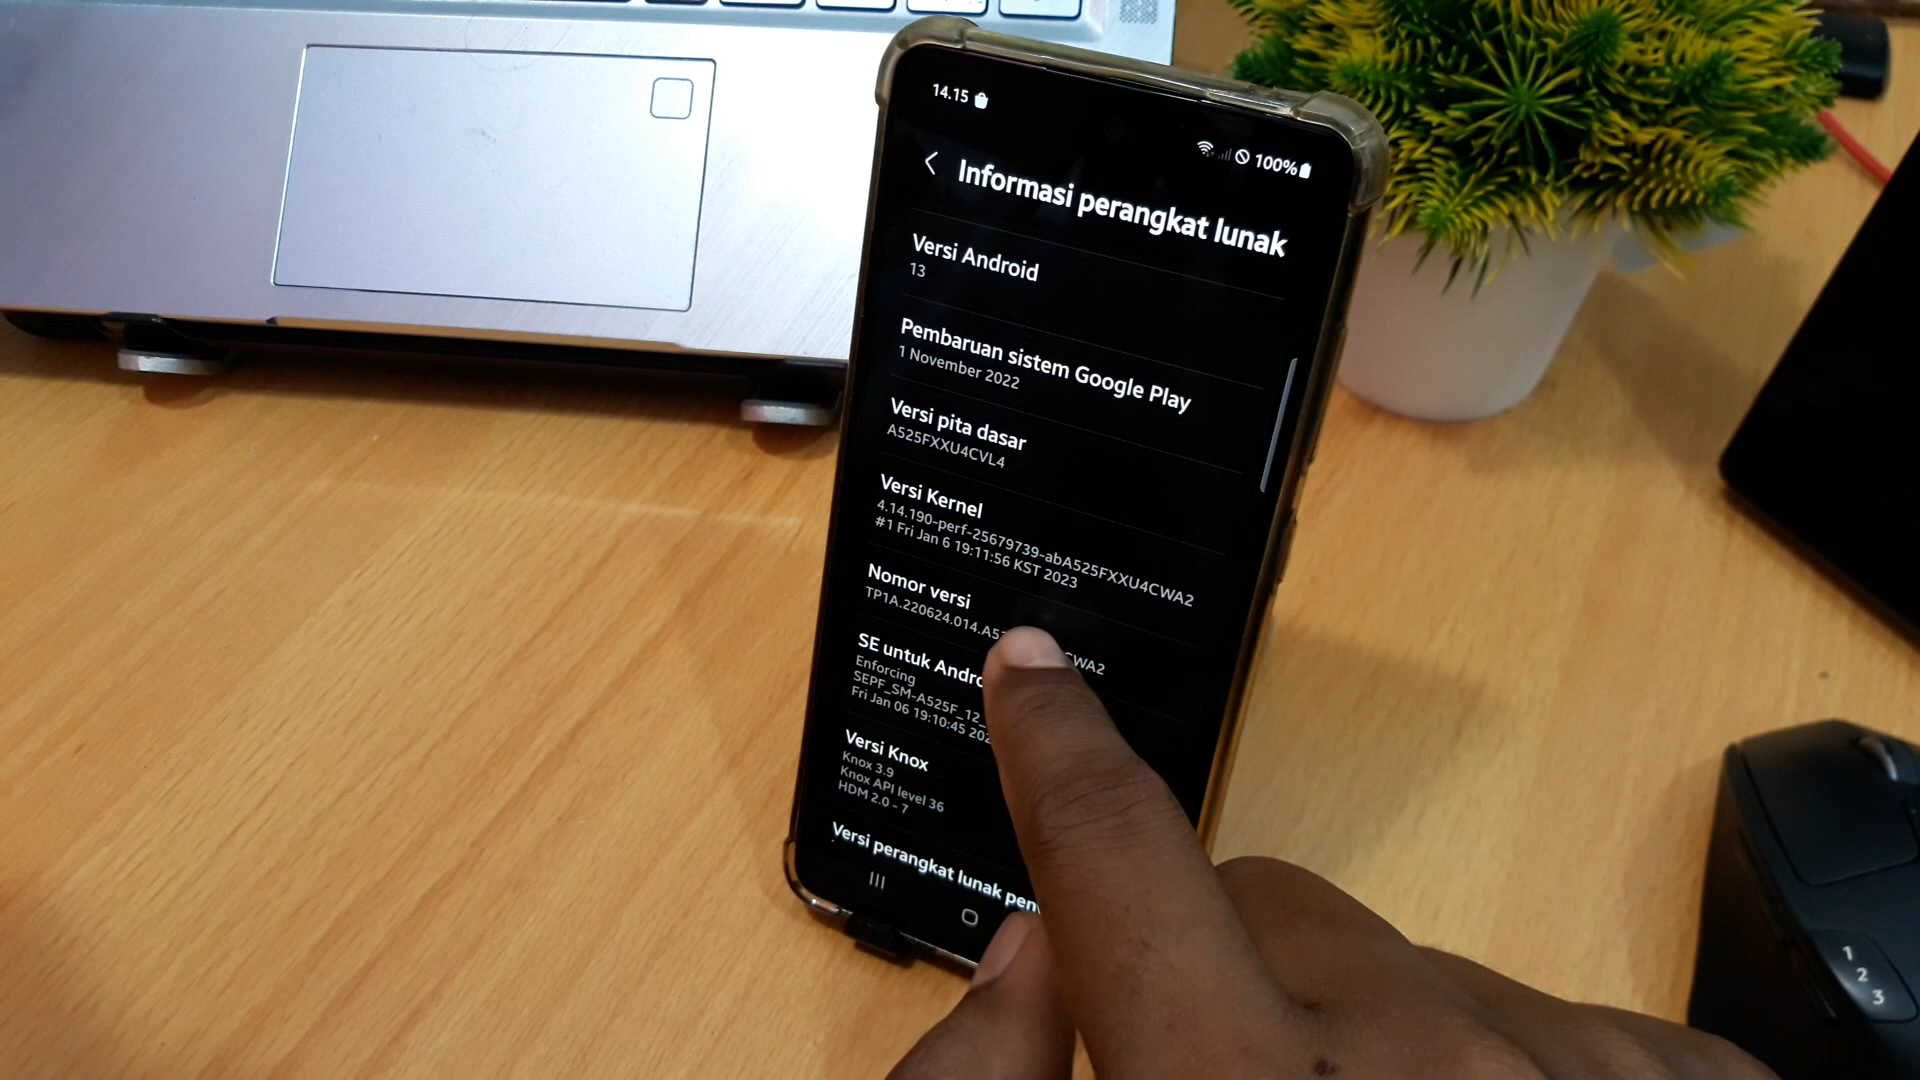 14.15
100%
Informasi perangkat lunak
Versi Android
13
Pembaruan sistem Google Play
1 November 2022
Versi pita dasar
A525FXXU4CVL4
Versi Kernel
4.14.190-perf-25679739-abA525FXXU4CWA2
#1 Fri Jan 6 19:11:56 KST 2023
Nomor versi
TP1A.220624.014.A5 CWA2
SE untuk
Enforcing
SEPF_SM-A525F_12_
Fri Jan 06 19:10:45
Versi Knox
Knox 3.9
Knox API level 36
HDM 2.0 - 7
Versi perangkat lunak
1
2
3